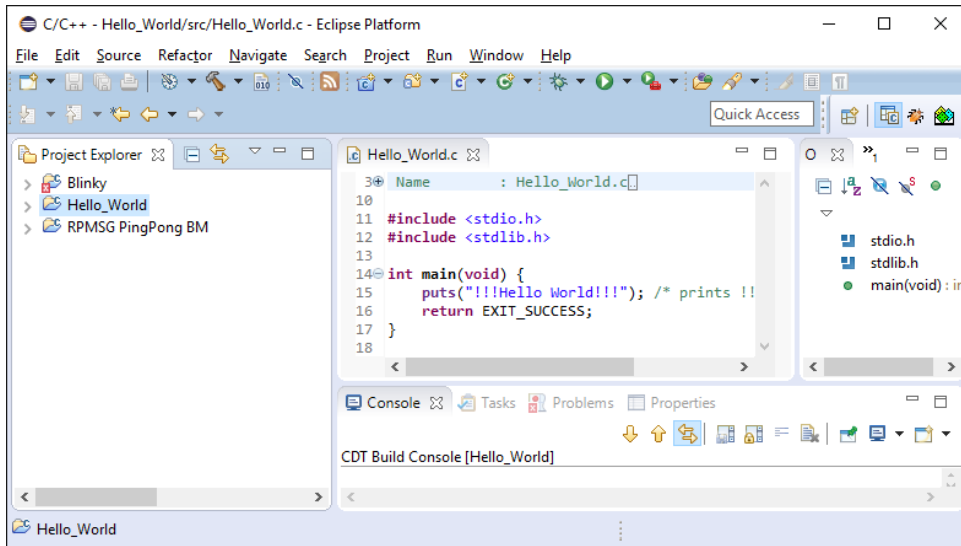 C/C++ - Hello_World/src/Hello_World.c - Eclipse Platform
File Edit Source Refactor Navigate Search Project Run Window Help
010
Quick Access
Project Explorer
Blinky
Hello_World
RPMSG PingPong BM
Hello_World.c
3 Name : Hello_World.c
10
11 #include <stdio.h>
12 #include <stdlib.h>
13
14 int main(void) {
15 puts("!!!Hello World!!!"); /* prints !!
16 return EXIT_SUCCESS;
17 }
18
O
1
stdio.h
stdlib.h
main(void) : in
Console Tasks Problems Properties
CDT Build Console [Hello_World]
Hello_World